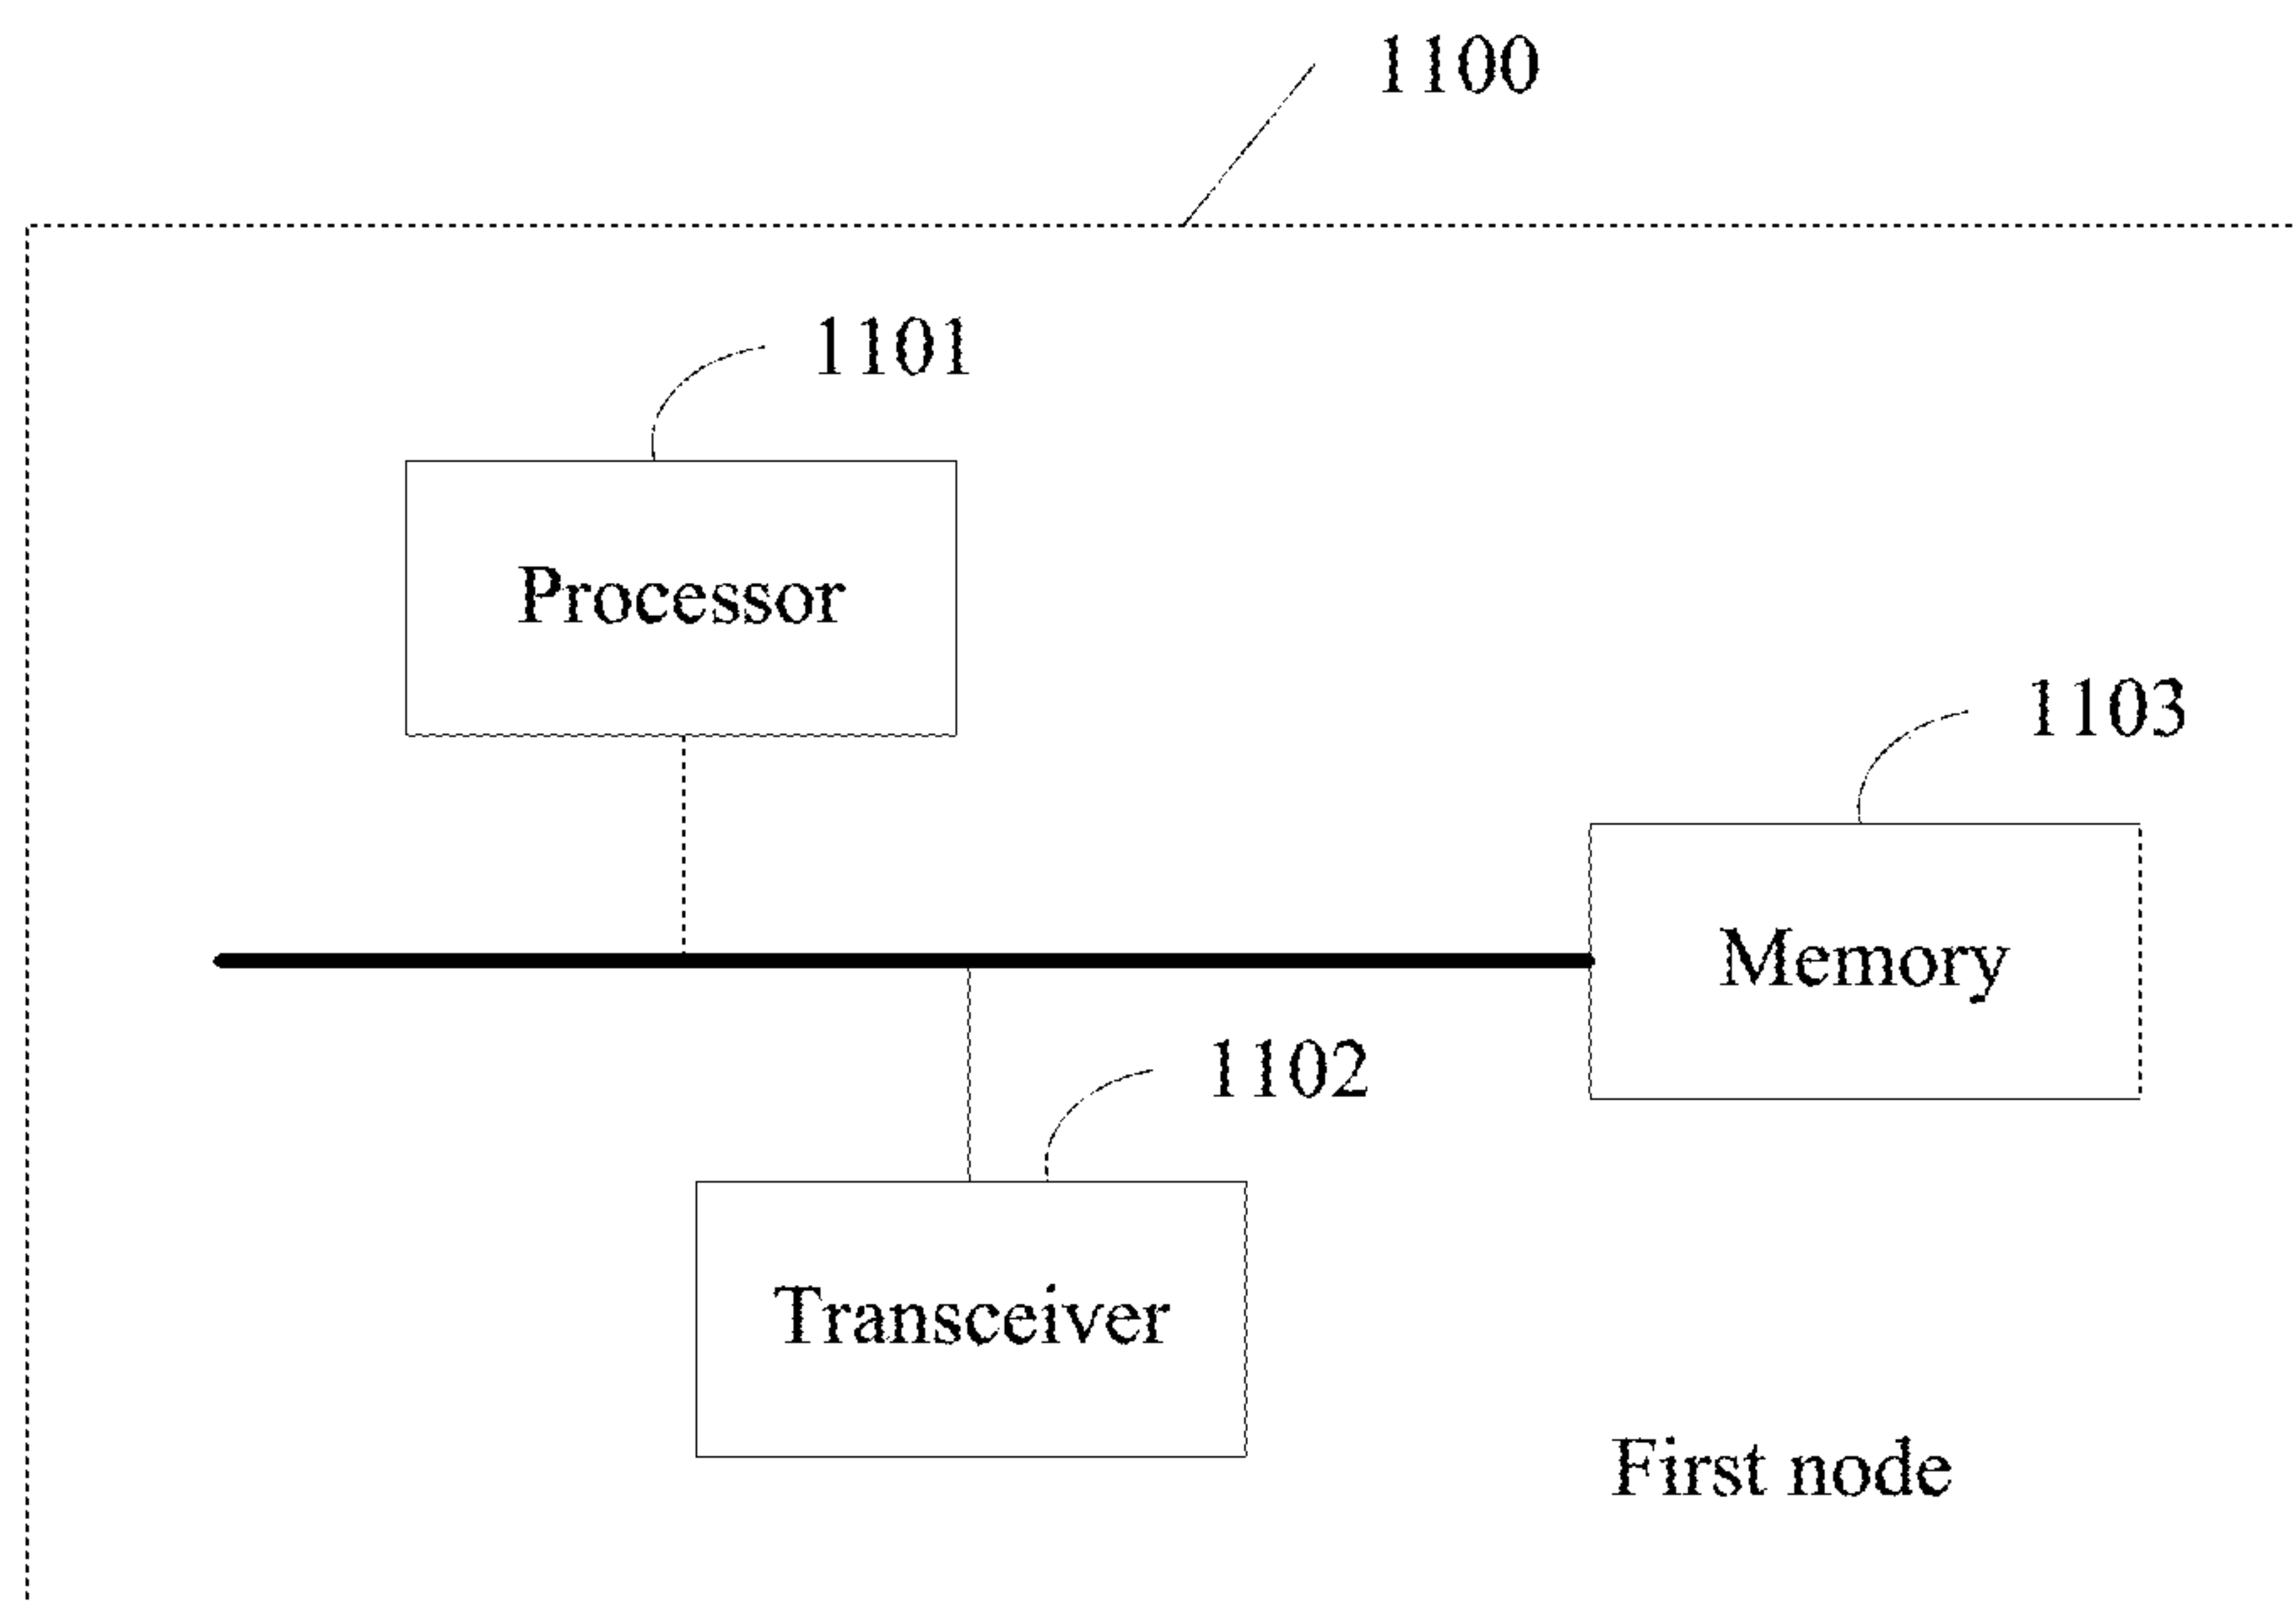 1100
1101
Processor
1103
Memory
1102
Transceiver
First node